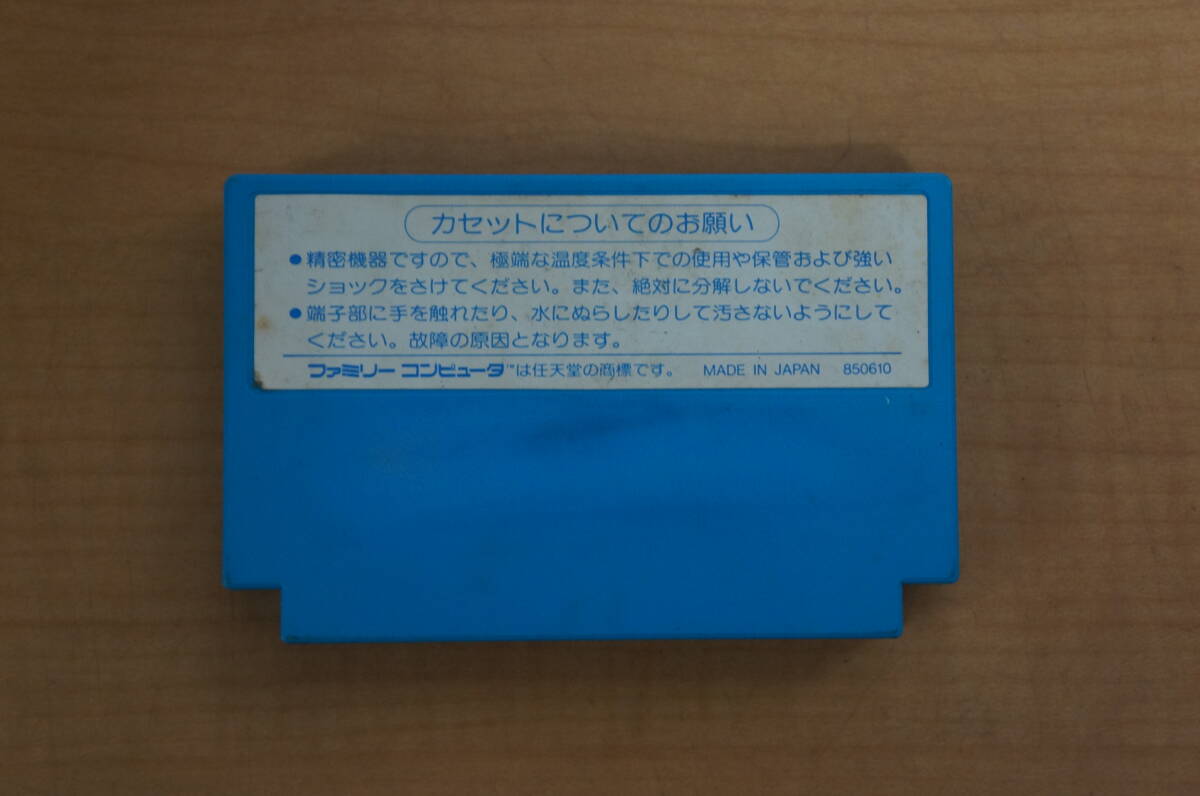 カセットについてのお願い
●精密機器ですので、極端な温度条件下での使用や保管および強い
ショックをさけてください。また、絶対に分解しないでください。
●端子部に手を触れたり、水にぬらしたりして汚さないようにして
ください。故障の原因となります。
ファミリー コンピュータ™は任天堂の商標です。 MADE IN JAPAN 850610